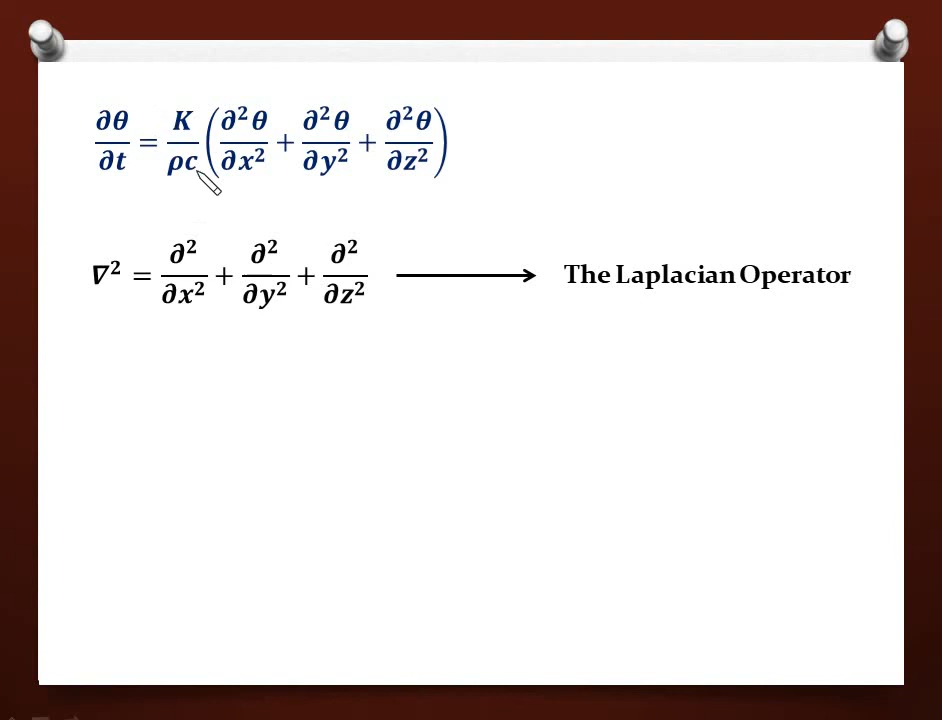 ∂θ/∂t = K/ρc (∂²θ/∂x² + ∂²θ/∂y² + ∂²θ/∂z²)
∇² = ∂²/∂x² + ∂²/∂y² + ∂²/∂z² ⟶ The Laplacian Operator